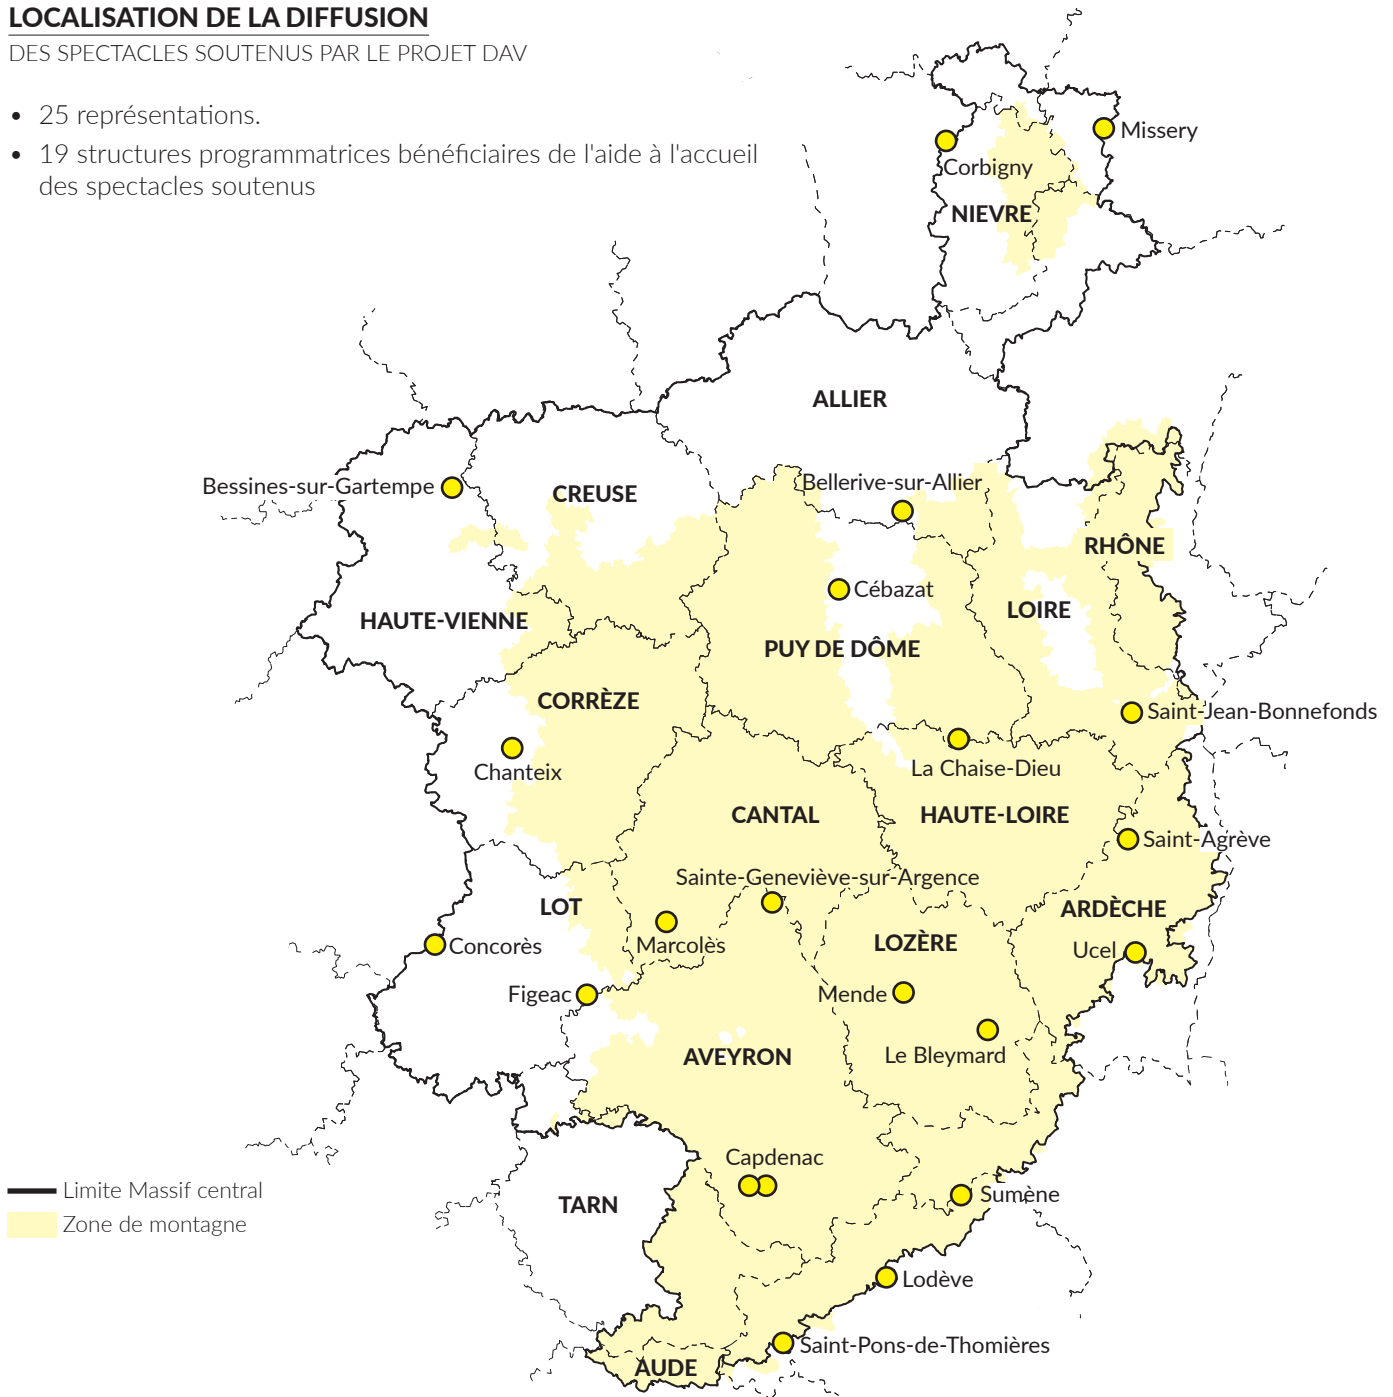 LOCALISATION DE LA DIFFUSION
DES SPECTACLES SOUTENUS PAR LE PROJET DAV
• 25 représentations.
• 19 structures programmatrices bénéficiaires de l'aide à l'accueil
des spectacles soutenus
Missery
Corbigny
NIEVRE
ALLIER
Bellerive-sur-Allier
Bessines-sur-Gartempe
CREUSE
RHÔNE
Cébazat
LOIRE
HAUTE-VIENNE
PUY DE DÔME
CORRÈZE
Saint-Jean-Bonnefonds
La Chaise-Dieu
Chanteix
CANTAL
HAUTE-LOIRE
Saint-Agrève
Sainte-Geneviève-sur-Argence
LOT
ARDÈCHE
Marcolès
LOZÈRE
Concorès
Ucel
Figeac
Mende
AVEYRON
Le Bleymard
Capdenac
Limite Massif central
Sumène
TARN
Zone de montagne
Lodève
Saint-Pons-de-Thomières
AUDE